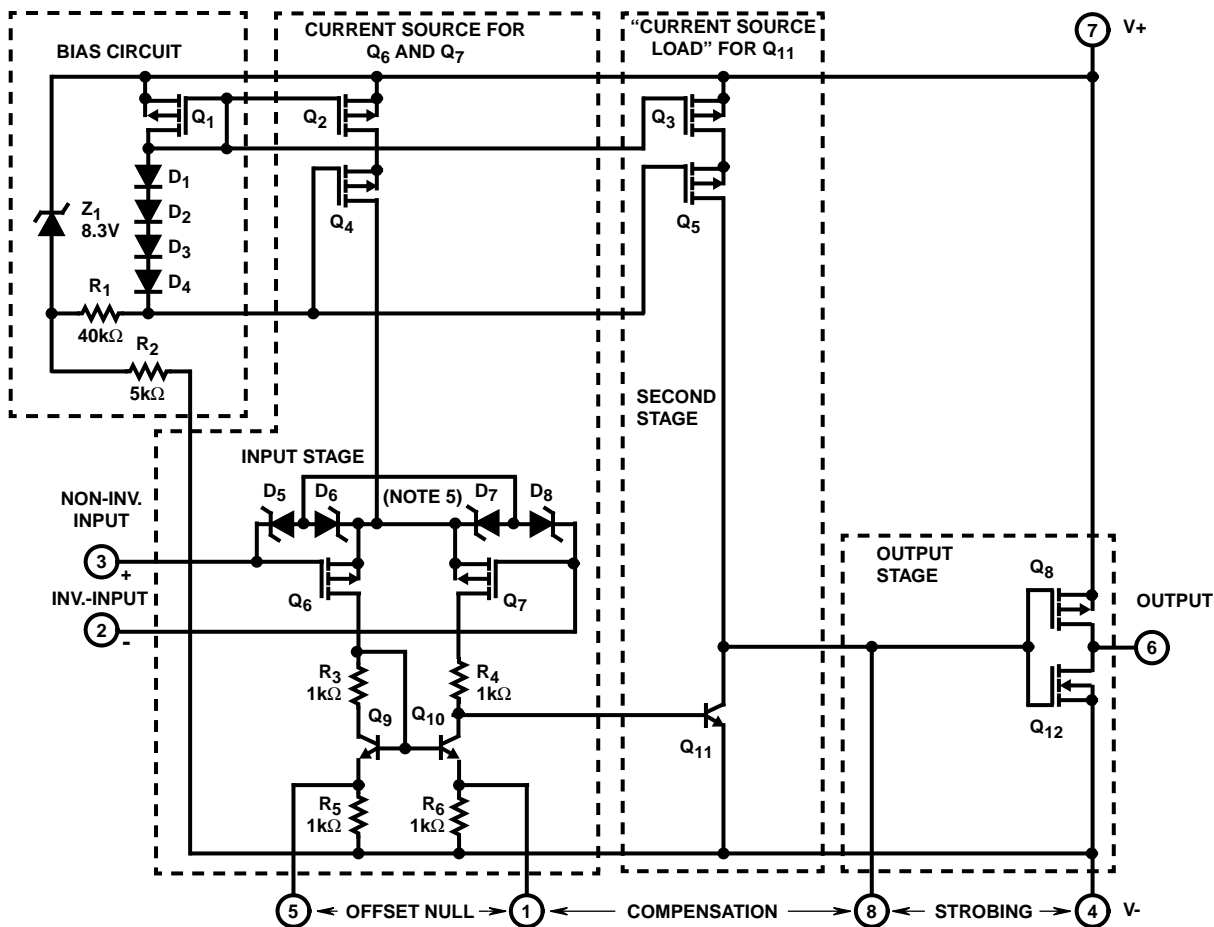 BIAS CIRCUIT
CURRENT SOURCE FOR
Q6 AND Q7
“CURRENT SOURCE
LOAD” FOR Q11
7
V+
Q1
Q2
Q3
D1
D2
D3
D4
Z1
8.3V
Q4
Q5
R1
40kΩ
R2
5kΩ
SECOND
STAGE
INPUT STAGE
D5
D6
(NOTE 5)
D7
D8
NON-INV.
INPUT
3
+
INV.-INPUT
2
-
Q6
Q7
OUTPUT
STAGE
Q8
OUTPUT
6
R3
1kΩ
R4
1kΩ
Q9
Q10
Q11
Q12
R5
1kΩ
R6
1kΩ
5
OFFSET NULL
1
COMPENSATION
8
STROBING
4
V-